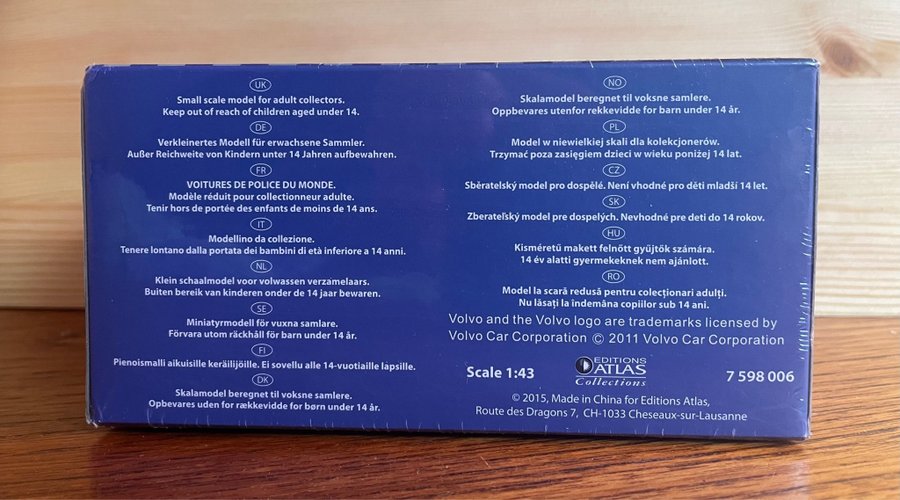 UK
Small scale model for adult collectors.
Keep out of reach of children aged under 14.
DE
Verkleinertes Modell für erwachsene Sammler.
Außer Reichweite von Kindern unter 14 Jahren aufbewahren.
FR
VOITURES DE POLICE DU MONDE.
Modèle réduit pour collectionneur adulte.
Tenir hors de portée des enfants de moins de 14 ans.
IT
Modellino da collezione.
Tenere lontano dalla portata dei bambini di età inferiore a 14 anni.
NL
Klein schaalmodel voor volwassen verzamelaars.
Buiten bereik van kinderen onder de 14 jaar bewaren.
SE
Miniatyrmodell för vuxna samlare.
Förvara utom räckhåll för barn under 14 år.
FI
Pienoismalli aikuisille keräilijöille. Ei sovellu alle 14-vuotiaille lapsille.
DK
Skalamodel beregnet til voksne samlere.
Opbevares uden for rækkevidde for børn under 14 år.
NO
Skalamodel beregnet til voksne samlere.
Oppbevares utenfor rekkevidde for barn under 14 år.
PL
Model w niewielkiej skali dla kolekcjonerów.
Trzymać poza zasięgiem dzieci w wieku poniżej 14 lat.
CZ
Sběratelský model pro dospělé. Není vhodné pro děti mladší 14 let.
SK
Zberateľský model pre dospelých. Nevhodné pre deti do 14 rokov.
HU
Kisméretű makett felnőtt gyűjtők számára.
14 év alatti gyermekeknek nem ajánlott.
RO
Model la scară redusă pentru colecționari adulți.
Nu lăsați la îndemâna copiilor sub 14 ani.
Volvo and the Volvo logo are trademarks licensed by
Volvo Car Corporation © 2011 Volvo Car Corporation
Scale 1:43
EDITIONS
ATLAS
Collections
7 598 006
© 2015, Made in China for Editions Atlas,
Route des Dragons 7, CH-1033 Cheseaux-sur-Lausanne